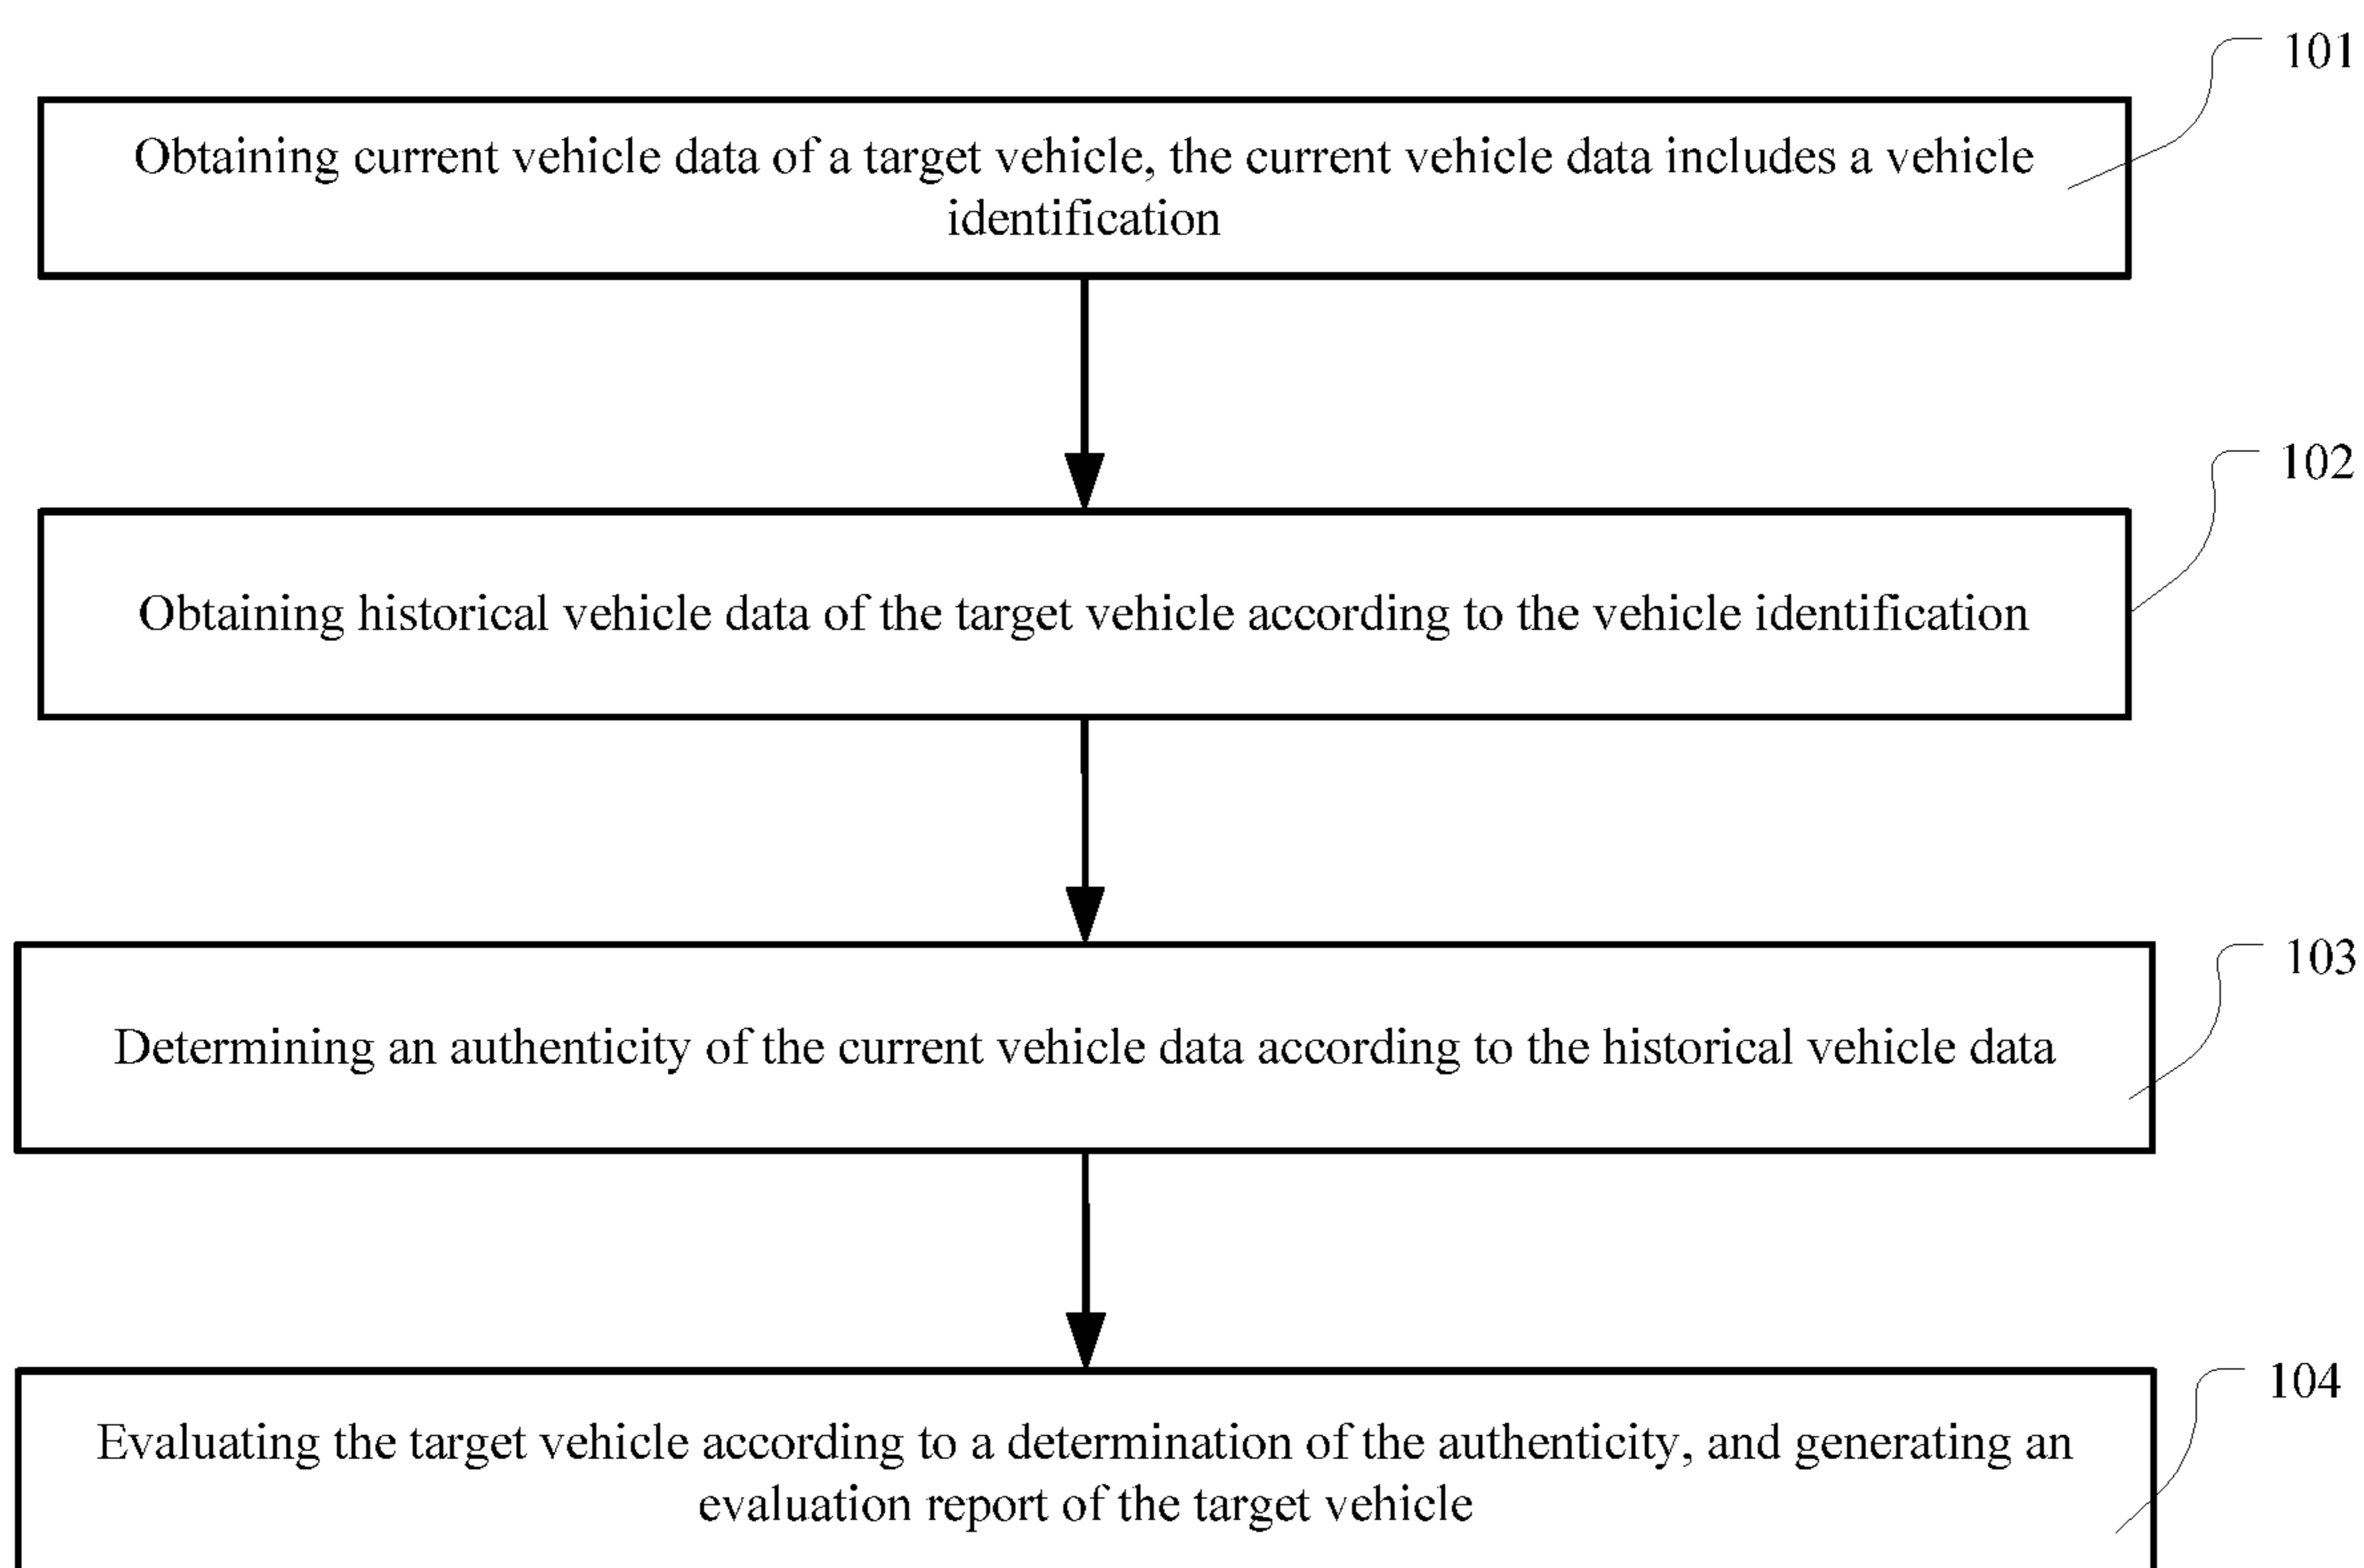 101
Obtaining current vehicle data of a target vehicle, the current vehicle data includes a vehicle
identification
102
Obtaining historical vehicle data of the target vehicle according to the vehicle identification
103
Determining an authenticity of the current vehicle data according to the historical vehicle data
104
Evaluating the target vehicle according to a determination of the authenticity, and generating an
evaluation report of the target vehicle